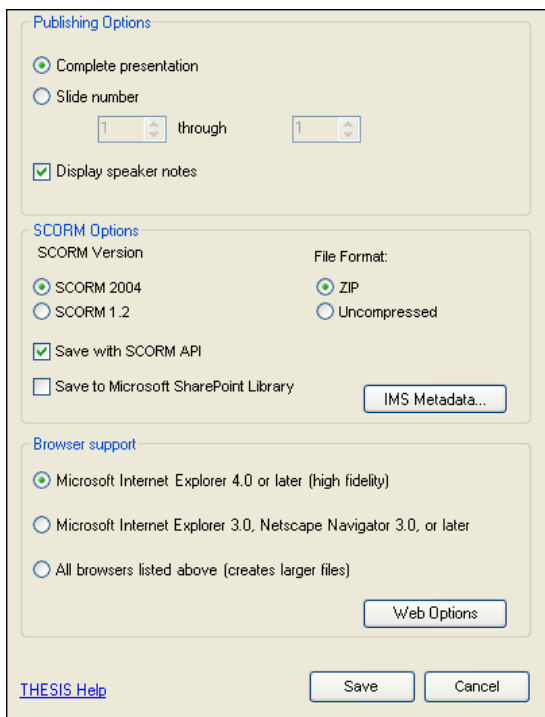 Publishing Options
Complete presentation
Slide number
1 through 1
Display speaker notes
SCORM Options
SCORM Version File Format:
SCORM 2004 ZIP
SCORM 1.2 Uncompressed
Save with SCORM API
Save to Microsoft SharePoint Library
IMS Metadata...
Browser support
Microsoft Internet Explorer 4.0 or later (high fidelity)
Microsoft Internet Explorer 3.0, Netscape Navigator 3.0, or later
All browsers listed above (creates larger files)
Web Options
THESIS Help Save Cancel